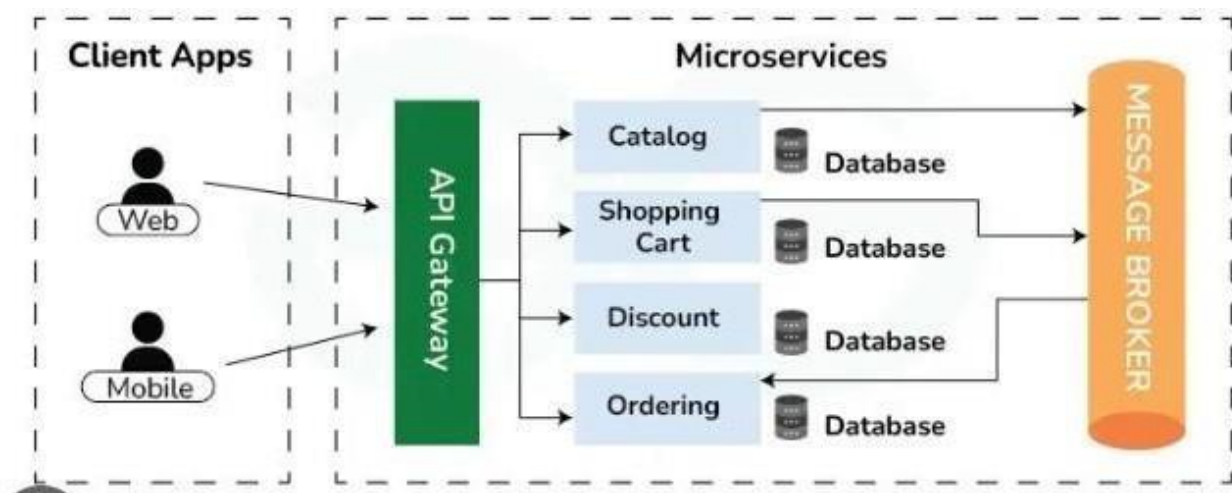 Client Apps
Microservices
Web
Mobile
API Gateway
Catalog
Database
Shopping
Cart
Database
Discount
Database
Ordering
Database
MESSAGE BROKER